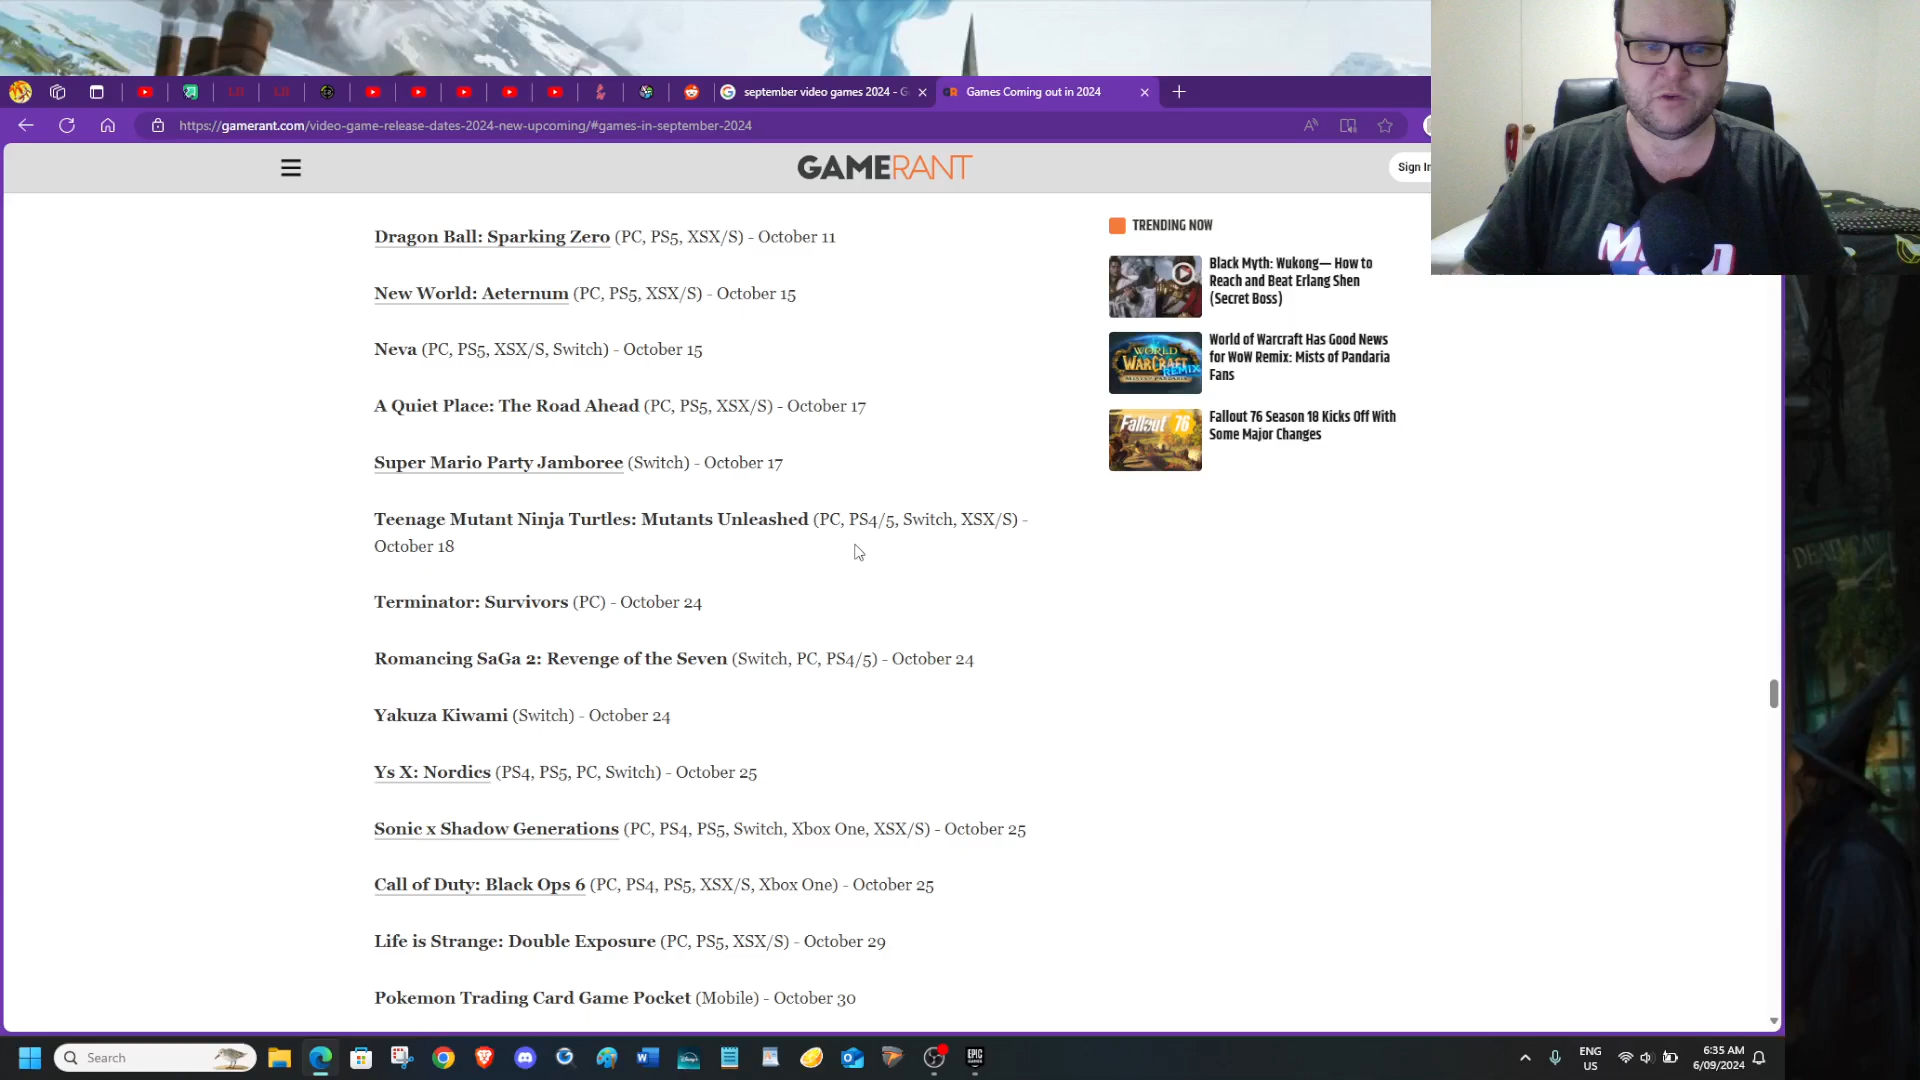 september video games 2024 - G
Games Coming out in 2024
https://gamerant.com/video-game-release-dates-2024-new-upcoming/#games-in-september-2024
GAMERANT
Sign In
Dragon Ball: Sparking Zero (PC, PS5, XSX/S) - October 11
New World: Aeternum (PC, PS5, XSX/S) - October 15
Neva (PC, PS5, XSX/S, Switch) - October 15
A Quiet Place: The Road Ahead (PC, PS5, XSX/S) - October 17
Super Mario Party Jamboree (Switch) - October 17
Teenage Mutant Ninja Turtles: Mutants Unleashed (PC, PS4/5, Switch, XSX/S) -
October 18
Terminator: Survivors (PC) - October 24
Romancing SaGa 2: Revenge of the Seven (Switch, PC, PS4/5) - October 24
Yakuza Kiwami (Switch) - October 24
Ys X: Nordics (PS4, PS5, PC, Switch) - October 25
Sonic x Shadow Generations (PC, PS4, PS5, Switch, Xbox One, XSX/S) - October 25
Call of Duty: Black Ops 6 (PC, PS4, PS5, XSX/S, Xbox One) - October 25
Life is Strange: Double Exposure (PC, PS5, XSX/S) - October 29
Pokemon Trading Card Game Pocket (Mobile) - October 30
TRENDING NOW
Black Myth: Wukong— How to
Reach and Beat Erlang Shen
(Secret Boss)
WORLD
WARCRAFT
REMIX
MISTS OF PANDARIA
World of Warcraft Has Good News
for WoW Remix: Mists of Pandaria
Fans
Fallout 76
Fallout 76 Season 18 Kicks Off With
Some Major Changes
Search
EPIC
GAMES
ENG
US
6:35 AM
6/09/2024